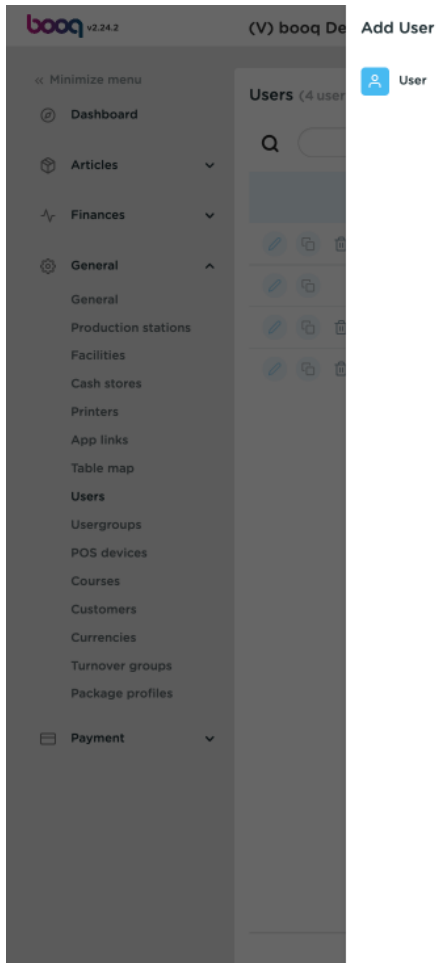 booq v2.24.2
(V) booq De
Add User
« Minimize menu
Users (4 user
User
Dashboard
Articles
Finances
General
General
Production stations
Facilities
Cash stores
Printers
App links
Table map
Users
Usergroups
POS devices
Courses
Customers
Currencies
Turnover groups
Package profiles
Payment